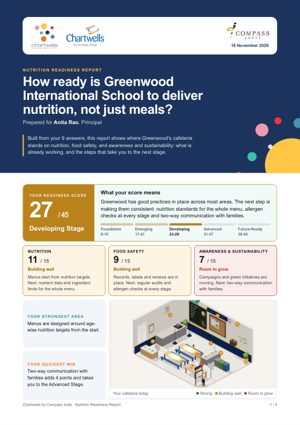 chartwells
Chartwells
COMPASS
GROUP
18 November 2026
NUTRITION READINESS REPORT
How ready is Greenwood
International School to deliver
nutrition, not just meals?
Prepared for Anita Rao, Principal
Built from your 9 answers, this report shows where Greenwood's cafeteria
stands on nutrition, food safety, and awareness and sustainability: what is
already working, and the steps that take you to the next stage.
YOUR READINESS SCORE
27 /45
Developing Stage
What your score means
Greenwood has good practices in place across most areas. The next step is
making them consistent: nutrition standards for the whole menu, allergen
checks at every stage and two-way communication with families.
Foundation Emerging Developing Advanced Future-Ready
NUTRITION
11 / 15
Building well
Menus start from nutrition targets.
Next: nutrient data and ingredient
limits for the whole menu.
FOOD SAFETY
9 / 15
Building well
Records, labels and reviews are in
place. Next: regular audits and
allergen checks at every stage.
AWARENESS & SUSTAINABILITY
7 / 15
Room to grow
Campaigns and green initiatives are
running. Next: two-way communication
with families.
YOUR STRONGEST AREA
Menus are designed around age-
wise nutrition targets from the start.
YOUR QUICKEST WIN
Two-way communication with
families adds 4 points and takes
you to the Advanced Stage.
Your cafeteria today
Strong Building well Room to grow
Chartwells by Compass India · Nutrition Readiness Report
1 / 4